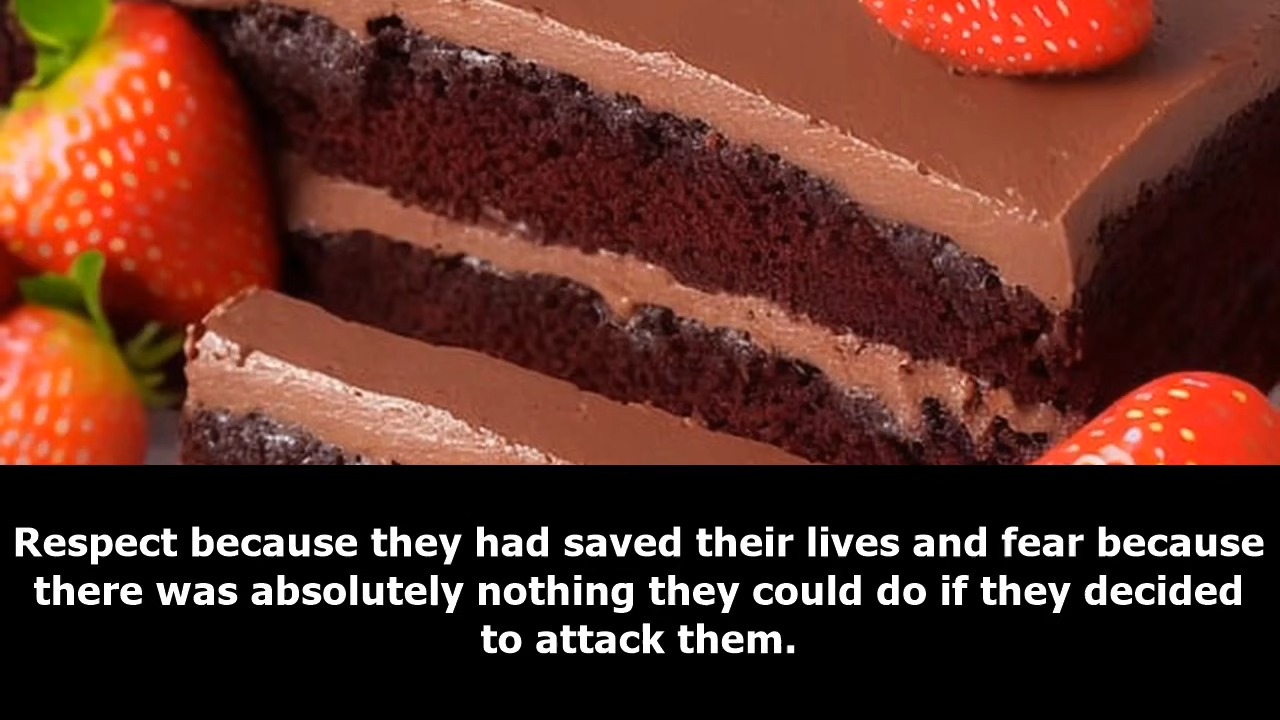 Respect because they had saved their lives and fear because
there was absolutely nothing they could do if they decided
to attack them.